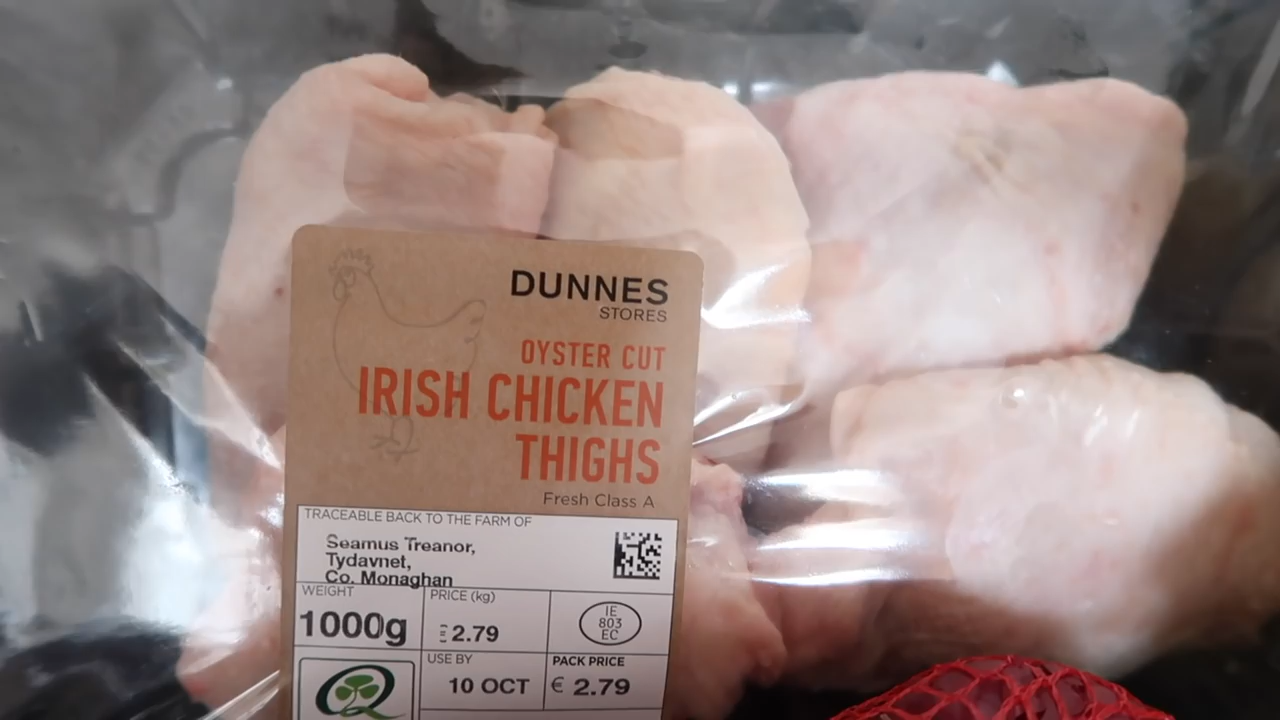 DUNNES
STORES
OYSTER CUT
IRISH CHICKEN
THIGHS
Fresh Class A
TRACEABLE BACK TO THE FARM OF
Seamus Treanor,
Tydavnet,
Co. Monaghan
WEIGHT
1000g
PRICE (kg)
€ 2.79
IE
803
EC
USE BY
10 OCT
PACK PRICE
€ 2.79
Q